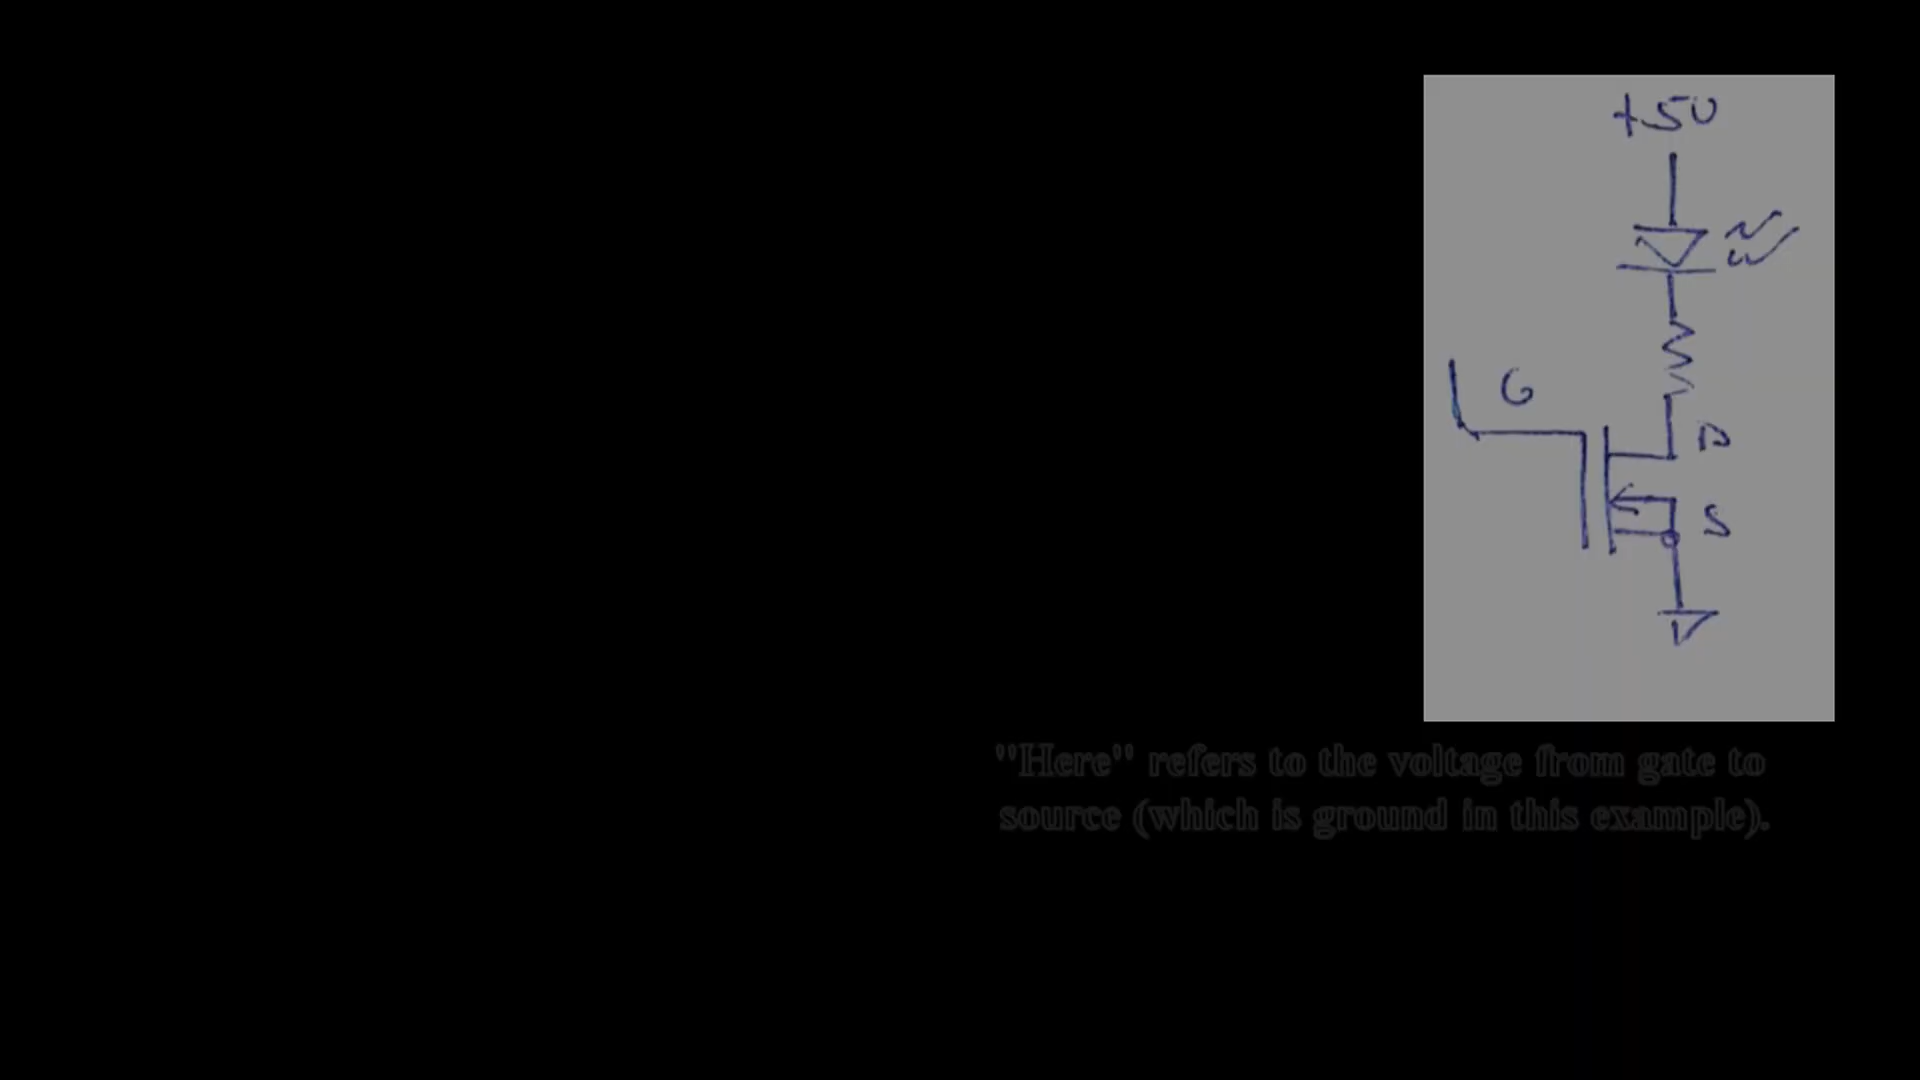 +5V
G
D
S
"Here" refers to the voltage from gate to
source (which is ground in this example).